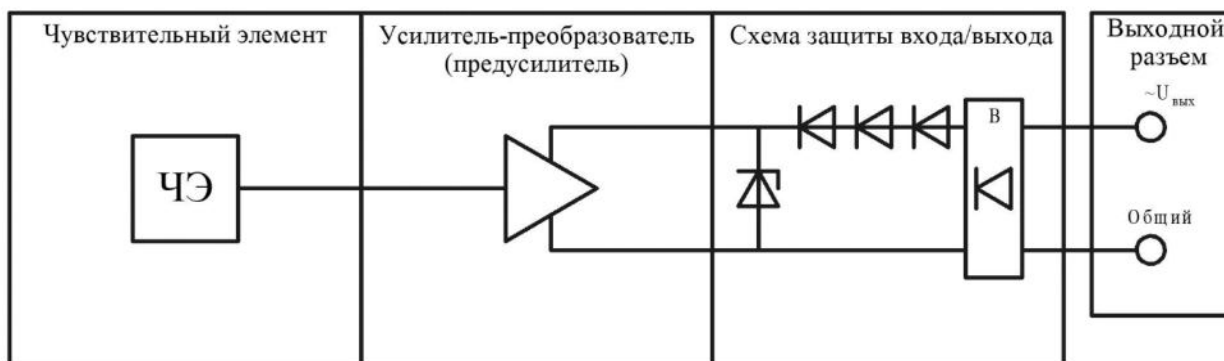 Чувствительный элемент
Усилитель-преобразователь
(предусилитель)
Схема защиты входа/выхода
Выходной
разъем
~U вых
ЧЭ
В
Общий